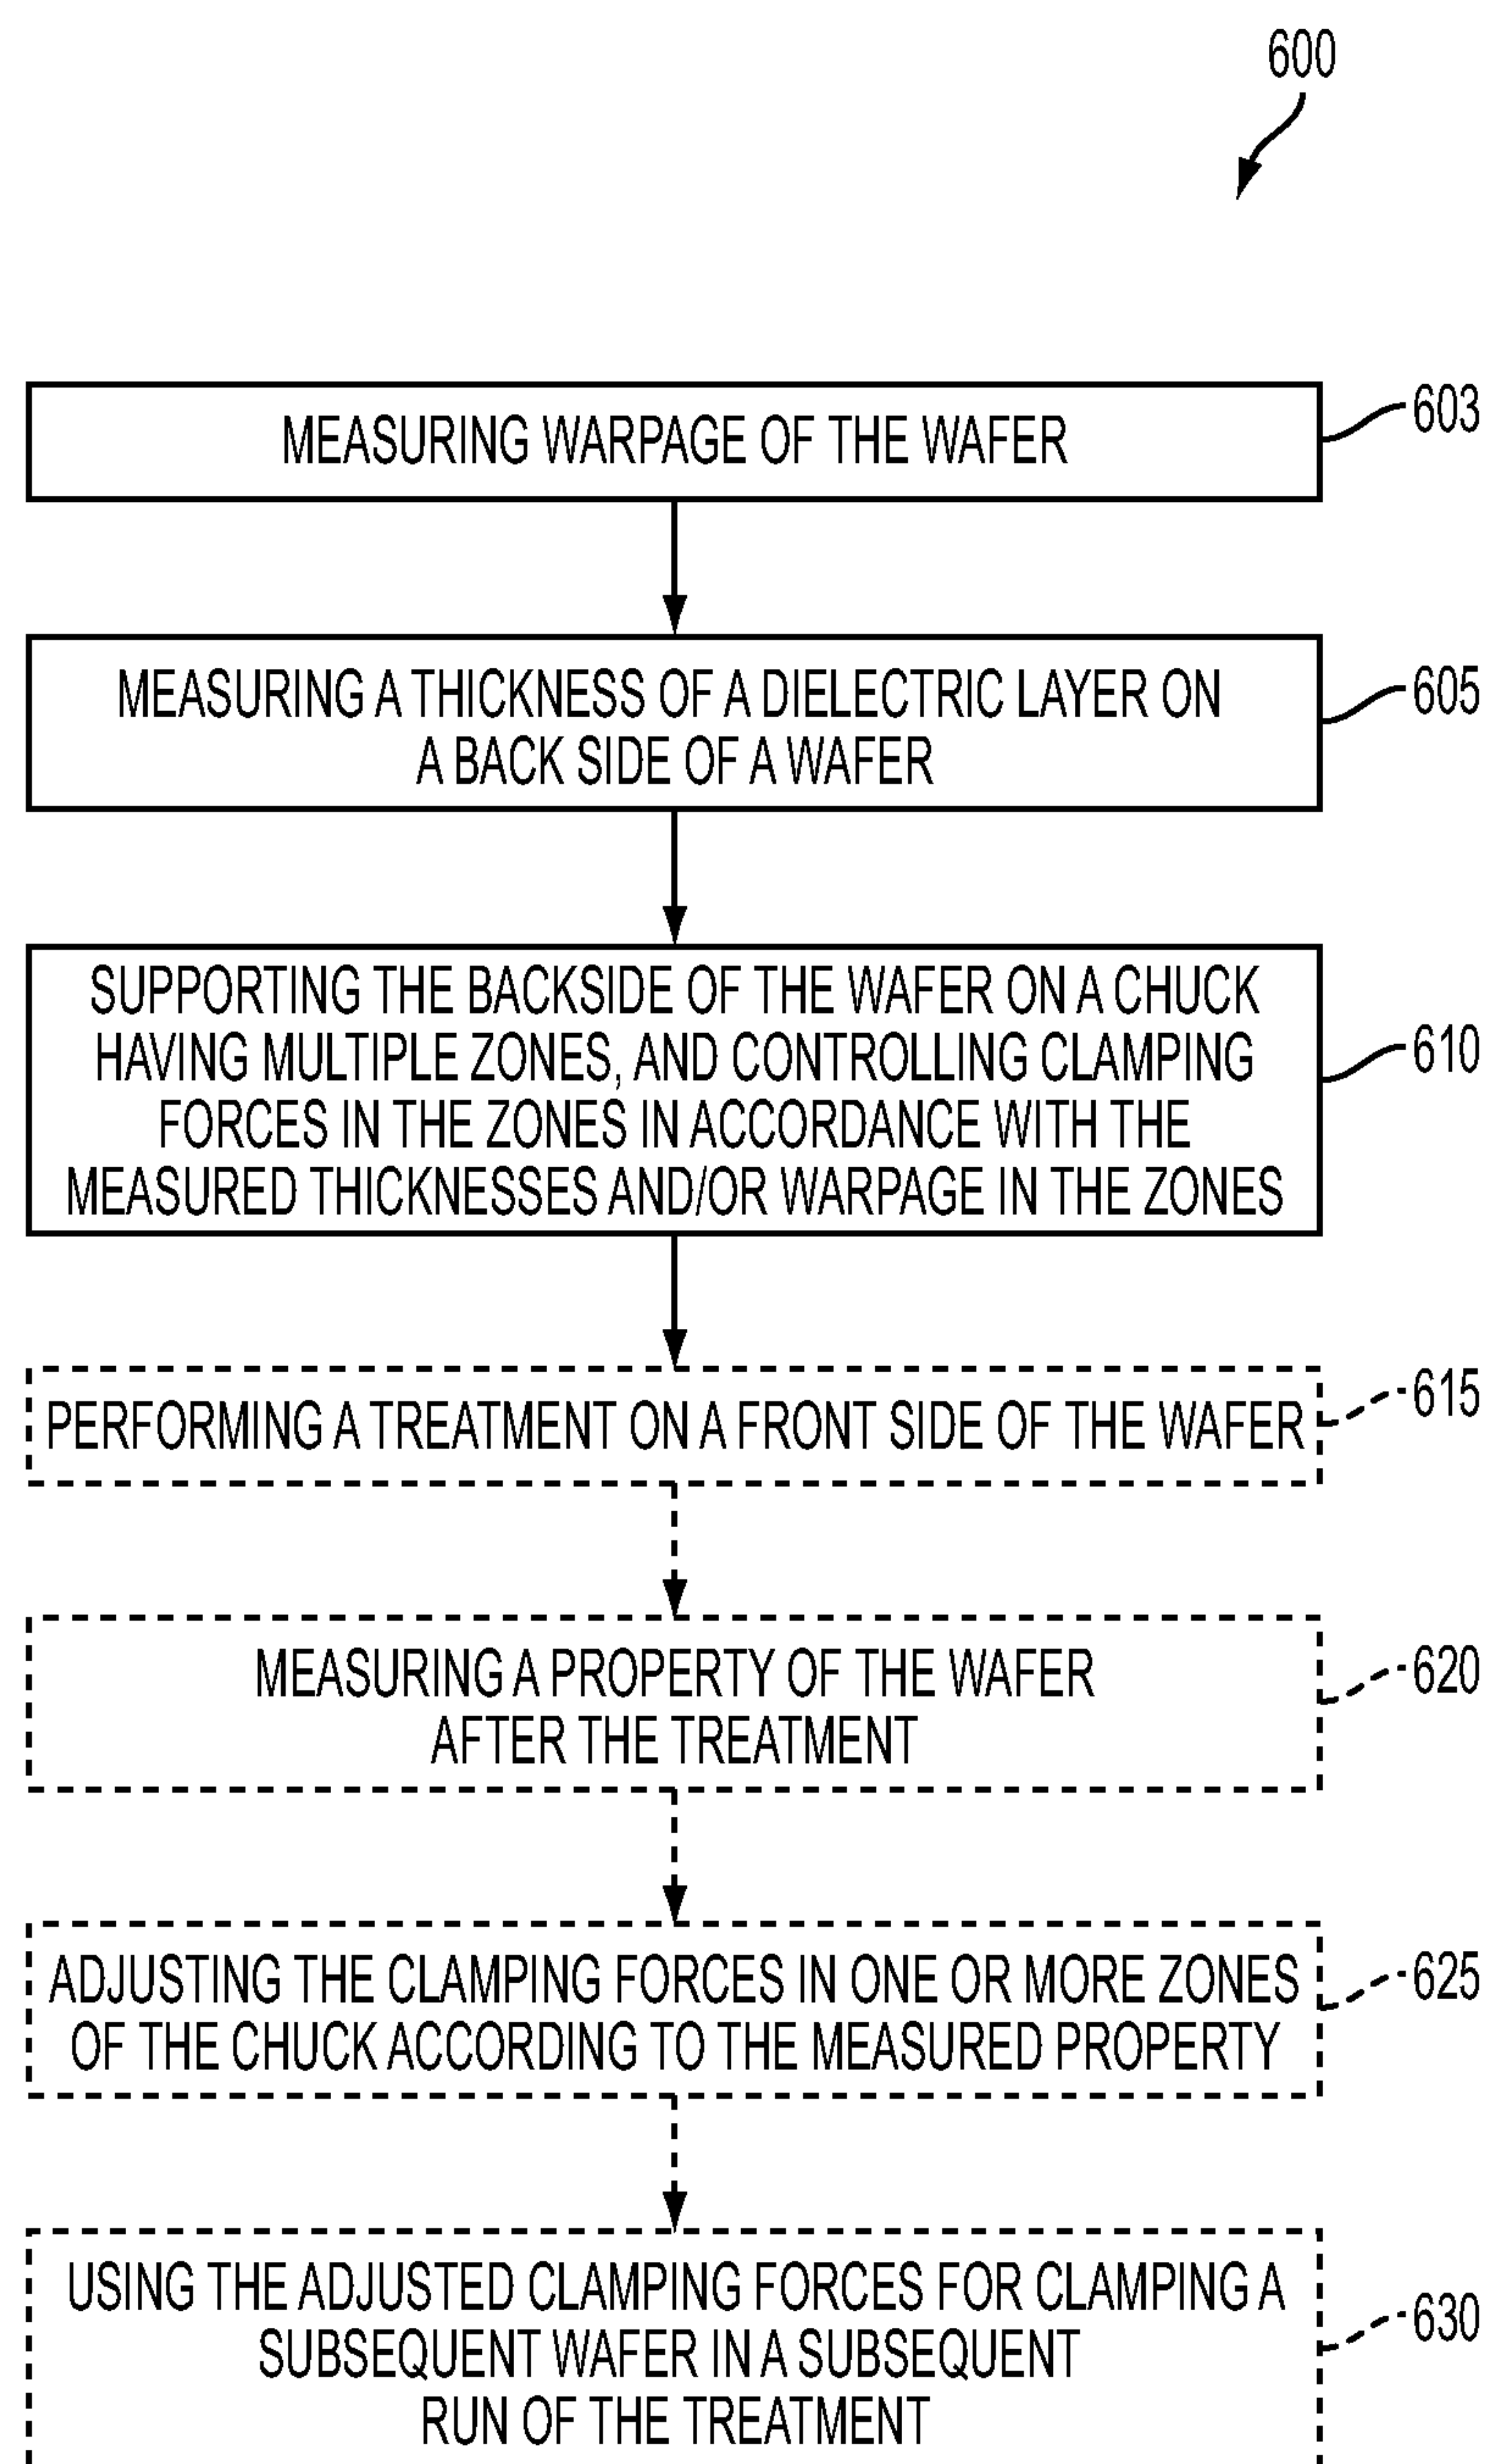 600
MEASURING WARPAGE OF THE WAFER
603
MEASURING A THICKNESS OF A DIELECTRIC LAYER ON
A BACK SIDE OF A WAFER
605
SUPPORTING THE BACKSIDE OF THE WAFER ON A CHUCK
HAVING MULTIPLE ZONES, AND CONTROLLING CLAMPING
FORCES IN THE ZONES IN ACCORDANCE WITH THE
MEASURED THICKNESSES AND/OR WARPAGE IN THE ZONES
610
PERFORMING A TREATMENT ON A FRONT SIDE OF THE WAFER
615
MEASURING A PROPERTY OF THE WAFER
AFTER THE TREATMENT
620
ADJUSTING THE CLAMPING FORCES IN ONE OR MORE ZONES
OF THE CHUCK ACCORDING TO THE MEASURED PROPERTY
625
USING THE ADJUSTED CLAMPING FORCES FOR CLAMPING A
SUBSEQUENT WAFER IN A SUBSEQUENT
RUN OF THE TREATMENT
630